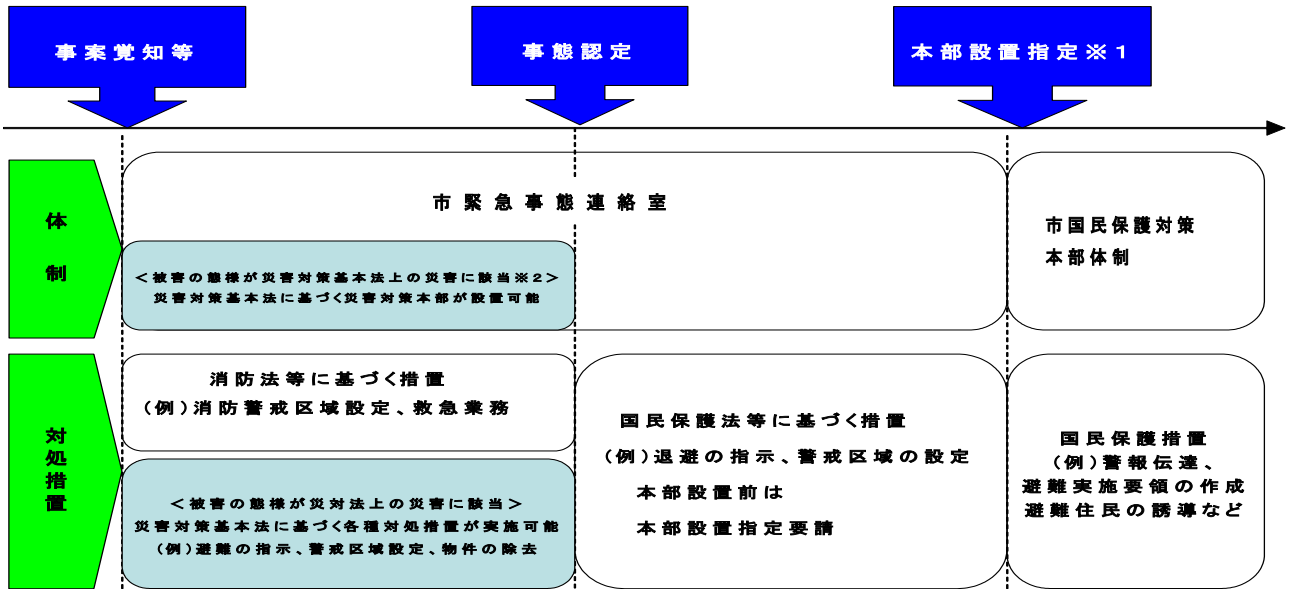 事案覚知等
事態認定
本部設置指定※1
体制
市緊急事態連絡室
<被害の態様が災害対策基本法上の災害に該当※2>
災害対策基本法に基づく災害対策本部が設置可能
市国民保護対策
本部体制
対処措置
消防法等に基づく措置
(例)消防警戒区域設定、救急業務
<被害の態様が災対法上の災害に該当>
災害対策基本法に基づく各種対処措置が実施可能
(例)避難の指示、警戒区域設定、物件の除去
国民保護法等に基づく措置
(例)退避の指示、警戒区域の設定
本部設置前は
本部設置指定要請
国民保護措置
(例)警報伝達、
避難実施要領の作成
避難住民の誘導など